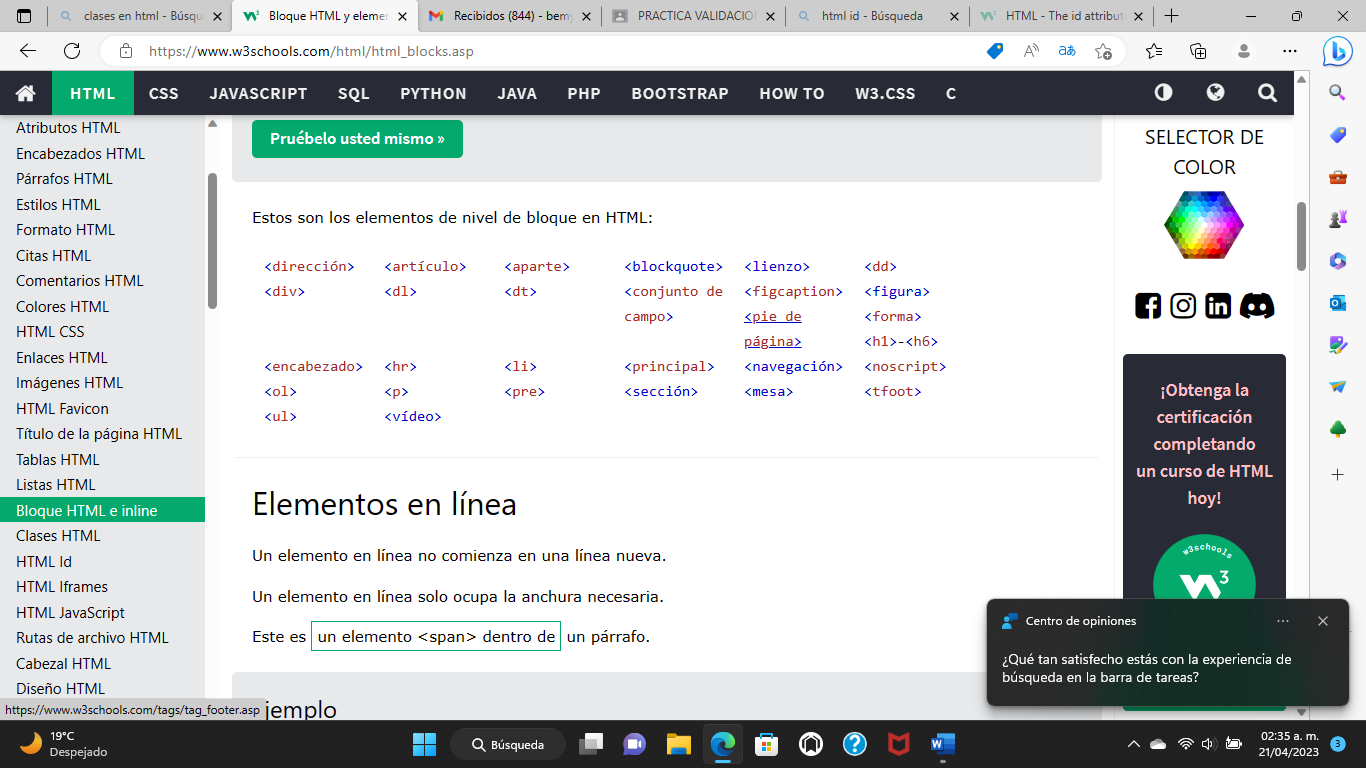 clases en html - Búsqu
Bloque HTML y elemen
Recibidos (844) - bemy
PRACTICA VALIDACION
html id - Búsqueda
HTML - The id attribut
https://www.w3schools.com/html/html_blocks.asp
HTML CSS JAVASCRIPT SQL PYTHON JAVA PHP BOOTSTRAP HOW TO W3.CSS C
Atributos HTML
Encabezados HTML
Párrafos HTML
Estilos HTML
Formato HTML
Citas HTML
Comentarios HTML
Colores HTML
HTML CSS
Enlaces HTML
Imágenes HTML
HTML Favicon
Título de la página HTML
Tablas HTML
Listas HTML
Bloque HTML e inline
Clases HTML
HTML Id
HTML Iframes
HTML JavaScript
Rutas de archivo HTML
Cabezal HTML
Diseño HTML
https://www.w3schools.com/tags/tag_footer.asp
Pruébelo usted mismo »
Estos son los elementos de nivel de bloque en HTML:
<dirección> <artículo> <aparte> <blockquote> <lienzo> <dd>
<div> <dl> <dt> <conjunto de <figcaption> <figura>
campo> <pie de <forma>
página> <h1>-<h6>
<encabezado> <hr> <li> <principal> <navegación> <noscript>
<ol> <p> <pre> <sección> <mesa> <tfoot>
<ul> <vídeo>
Elementos en línea
Un elemento en línea no comienza en una línea nueva.
Un elemento en línea solo ocupa la anchura necesaria.
Este es un elemento <span> dentro de un párrafo.
jemplo
SELECTOR DE
COLOR
¡Obtenga la
certificación
completando
un curso de HTML
hoy!
w3schools
W3
Centro de opiniones
¿Qué tan satisfecho estás con la experiencia de
búsqueda en la barra de tareas?
19°C
Despejado
Búsqueda
02:35 a. m.
21/04/2023
3